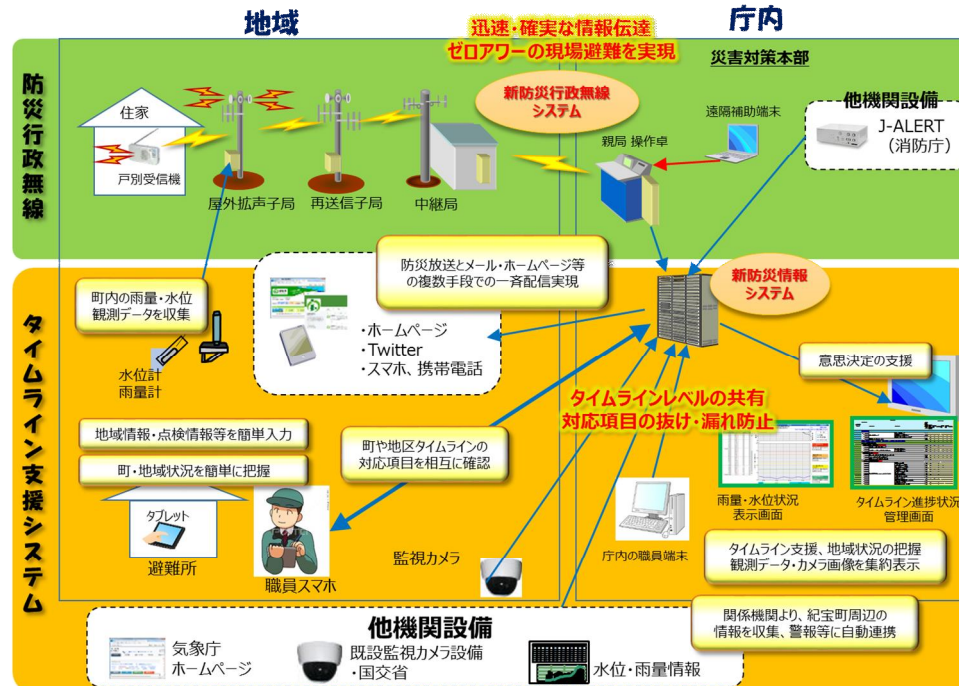 地域
庁内
迅速・確実な情報伝達
ゼロアワーの現場避難を実現
防災行政無線
災害対策本部
新防災行政無線
システム
他機関設備
J-ALERT
（消防庁）
遠隔補助端末
親局 操作卓
住家
戸別受信機
屋外拡声子局
再送信子局
中継局
タイムライン支援システム
防災放送とメール・ホームページ等
の複数手段での一斉配信実現
新防災情報
システム
町内の雨量・水位
観測データを収集
水位計
雨量計
・ホームページ
・Twitter
・スマホ、携帯電話
意思決定の支援
タイムラインレベルの共有
対応項目の抜け・漏れ防止
地域情報・点検情報等を簡単入力
町・地域状況を簡単に把握
町や地区タイムラインの
対応項目を相互に確認
タブレット
避難所
職員スマホ
監視カメラ
庁内の職員端末
雨量・水位状況
表示画面
タイムライン進捗状況
管理画面
タイムライン支援、地域状況の把握
観測データ・カメラ画像を集約表示
関係機関より、紀宝町周辺の
情報を収集、警報等に自動連携
他機関設備
気象庁
ホームページ
既設監視カメラ設備
・国交省
水位・雨量情報